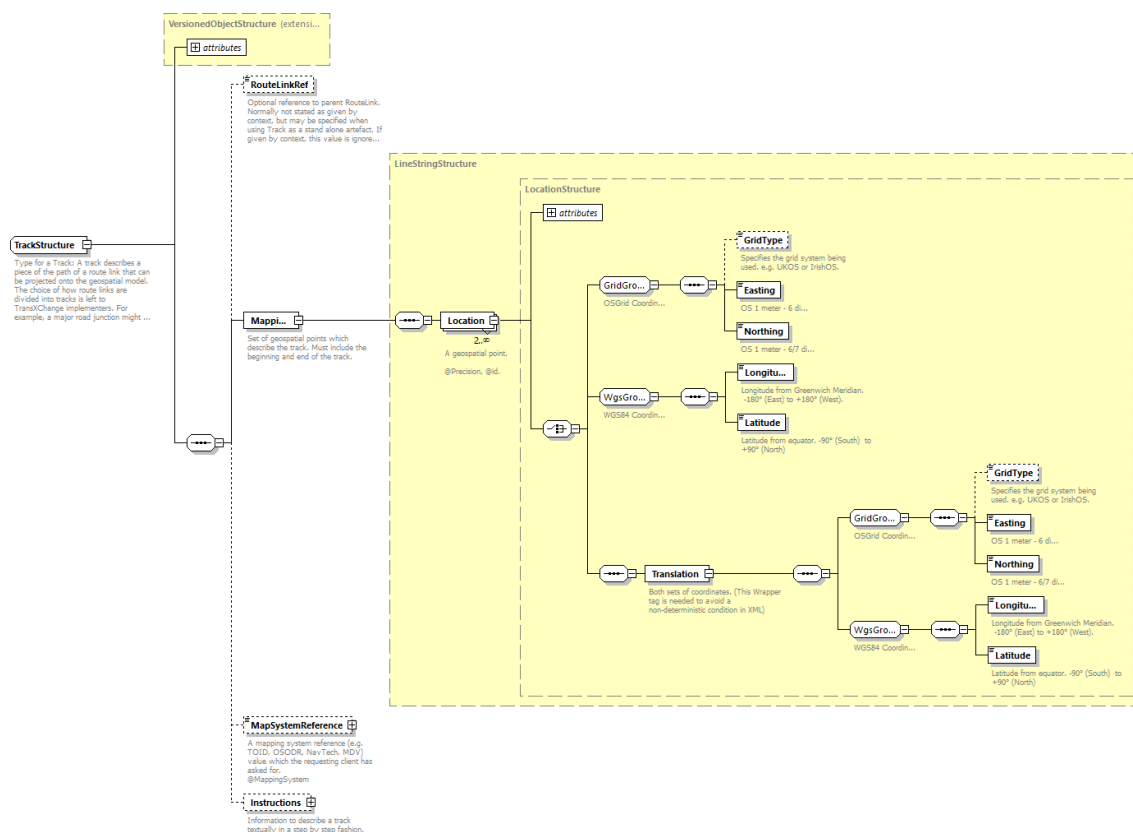 VersionedObjectStructure (extensi...
attributes
RouteLinkRef
Optional reference to parent RouteLink.
Normally not stated as given by
context, but may be specified when
using Track as a stand alone artefact. If
given by context, this value is ignore...
LineStringStructure
LocationStructure
attributes
TrackStructure
Type for a Track: A track describes a
piece of the path of a route link that can
be projected onto the geospatial model.
The choice of how route links are
divided into tracks is left to
TransXChange implementers. For
example, a major road junction might ...
GridType
Specifies the grid system being
used. e.g. UKOS or IrishOS.
GridGro...
OSGrid Coordin...
Easting
OS 1 meter - 6 di...
Northing
OS 1 meter - 6/7 di...
Mappi...
Set of geospatial points which
describe the track. Must include the
beginning and end of the track.
Location
2..∞
A geospatial point.
@Precision, @id.
WgsGro...
WGS84 Coordin...
Longitu...
Longitude from Greenwich Meridian.
-180° (East) to +180° (West).
Latitude
Latitude from equator. -90° (South) to
+90° (North)
GridType
Specifies the grid system being
used. e.g. UKOS or IrishOS.
GridGro...
OSGrid Coordin...
Easting
OS 1 meter - 6 di...
Northing
OS 1 meter - 6/7 di...
Translation
Both sets of coordinates. (This Wrapper
tag is needed to avoid a
non-deterministic condition in XML)
WgsGro...
WGS84 Coordin...
Longitu...
Longitude from Greenwich Meridian.
-180° (East) to +180° (West).
Latitude
Latitude from equator. -90° (South) to
+90° (North)
MapSystemReference
A mapping system reference (e.g.
TOID, OSODR, NavTech, MDV)
value which the requesting client has
asked for.
@MappingSystem
Instructions
Information to describe a track
textually in a step by step fashion.